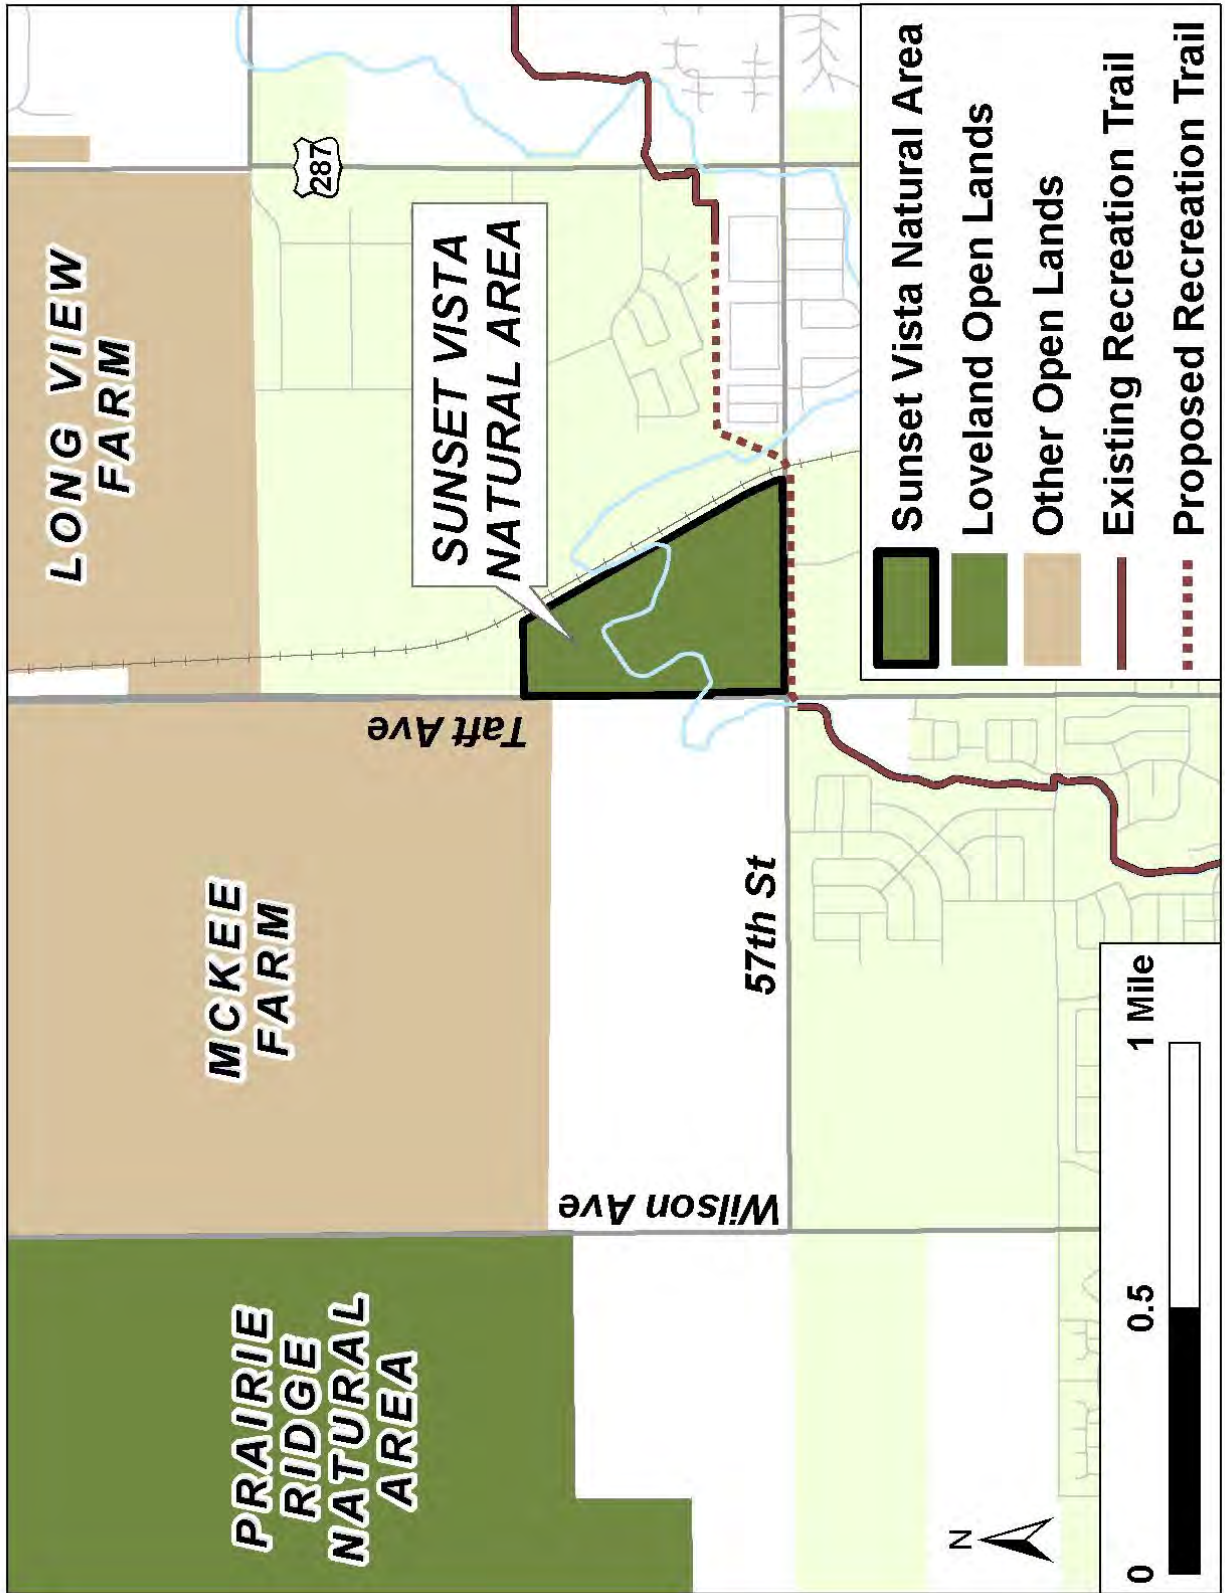 PRAIRIE
RIDGE
NATURAL
AREA
MCKEE
FARM
LONG VIEW
FARM
287
SUNSET VISTA
NATURAL AREA
Taft Ave
Wilson Ave
57th St
N
0 0.5 1 Mile
Sunset Vista Natural Area
Loveland Open Lands
Other Open Lands
Existing Recreation Trail
Proposed Recreation Trail